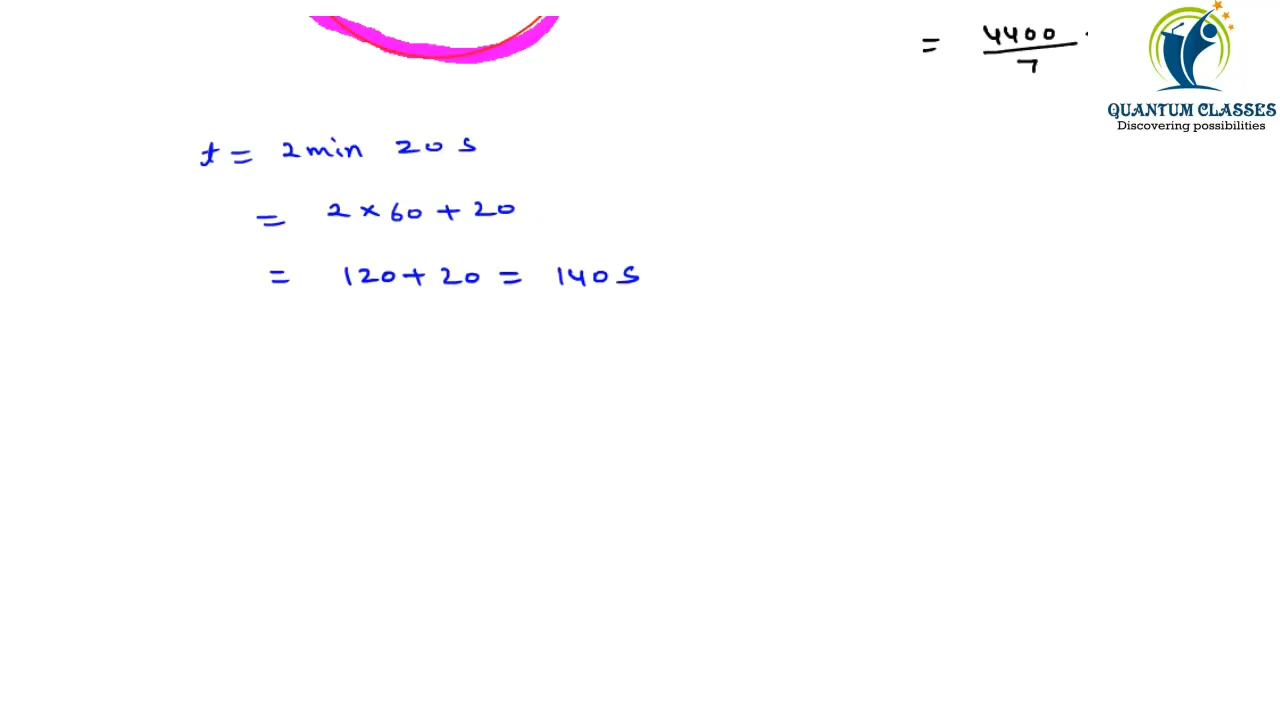 = 4400/7
QUANTUM CLASSES
Discovering possibilities
t = 2 min 20 s
= 2 × 60 + 20
= 120 + 20 = 140 s